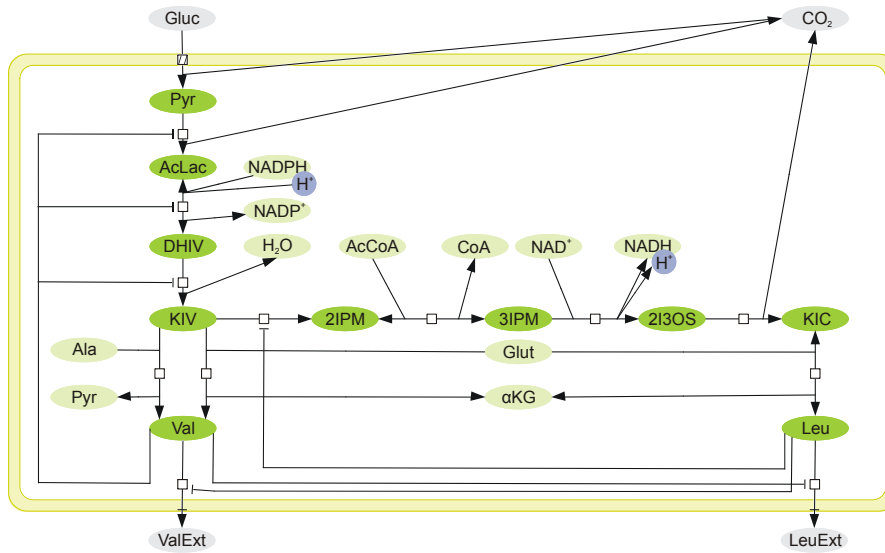 Gluc
CO₂
Pyr
AcLac
NADPH
H⁺
NADP⁺
DHIV
H₂O
AcCoA
CoA
NAD⁺
NADH
H⁺
KIV
2IPM
3IPM
2I3OS
KIC
Ala
Glut
Pyr
αKG
Val
Leu
ValExt
LeuExt